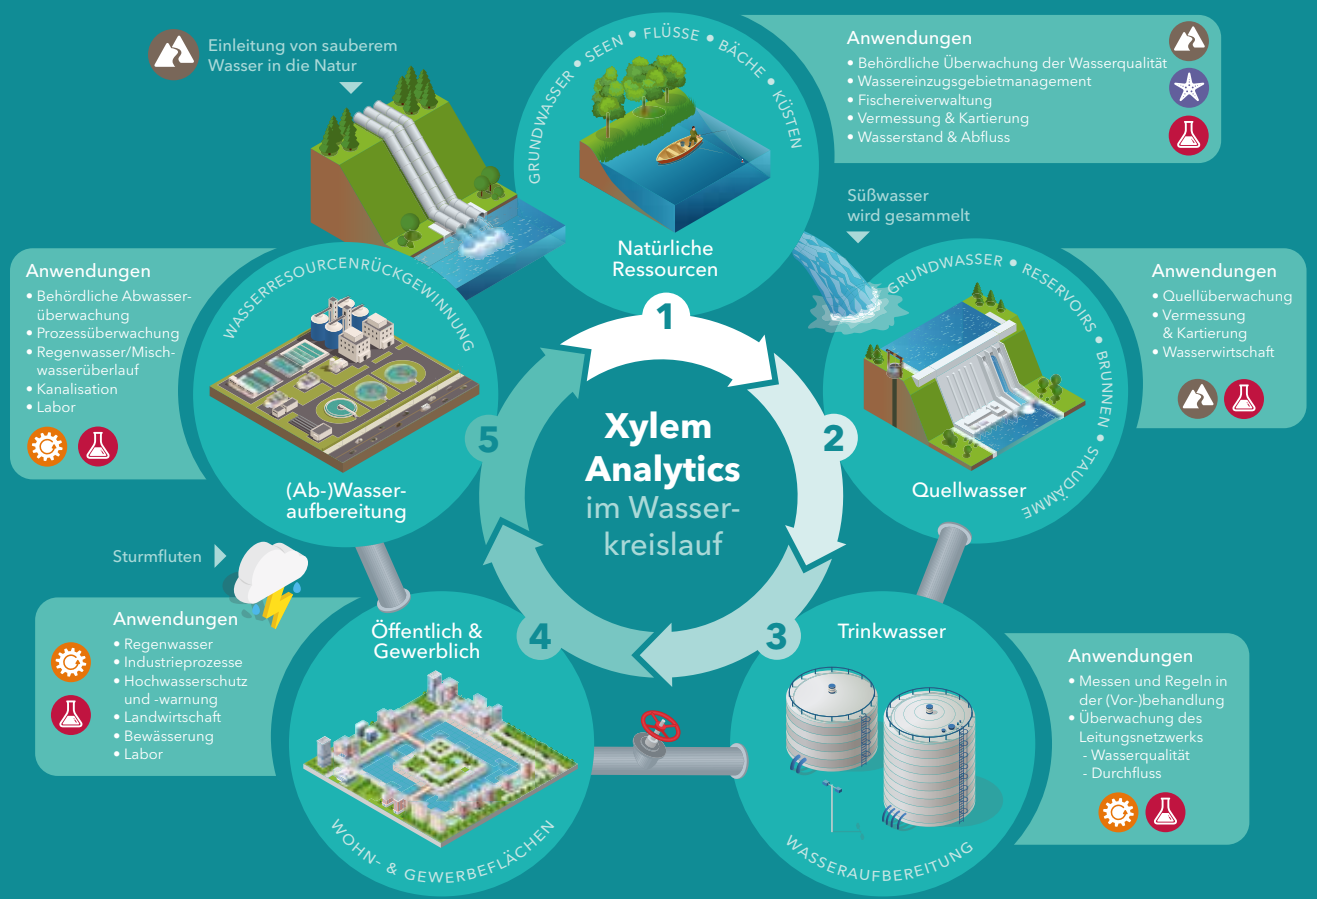 Einleitung von sauberem
Wasser in die Natur
GRUNDWASSER • SEEN • FLÜSSE • BÄCHE • KÜSTEN
Natürliche
Ressourcen
Anwendungen
• Behördliche Überwachung der Wasserqualität
• Wassereinzugsgebietmanagement
• Fischereiverwaltung
• Vermessung & Kartierung
• Wasserstand & Abfluss
Süßwasser
wird gesammelt
1
GRUNDWASSER • RESERVOIRS • BRUNNEN • STAUDÄMME
Quellwasser
Anwendungen
• Quellüberwachung
• Vermessung
& Kartierung
• Wasserwirtschaft
2
Xylem
Analytics
im Wasser-
kreislauf
3
Trinkwasser
WASSERAUFBEREITUNG
Anwendungen
• Messen und Regeln in
der (Vor-)behandlung
• Überwachung des
Leitungsnetzwerks
- Wasserqualität
- Durchfluss
4
Öffentlich &
Gewerblich
WOHN- & GEWERBEFLÄCHEN
Sturmfluten
Anwendungen
• Regenwasser
• Industrieprozesse
• Hochwasserschutz
und -warnung
• Landwirtschaft
• Bewässerung
• Labor
5
WASSERRESOURCENRÜCKGEWINNUNG
(Ab-)Wasser-
aufbereitung
Anwendungen
• Behördliche Abwasser-
überwachung
• Prozessüberwachung
• Regenwasser/Misch-
wasserüberlauf
• Kanalisation
• Labor